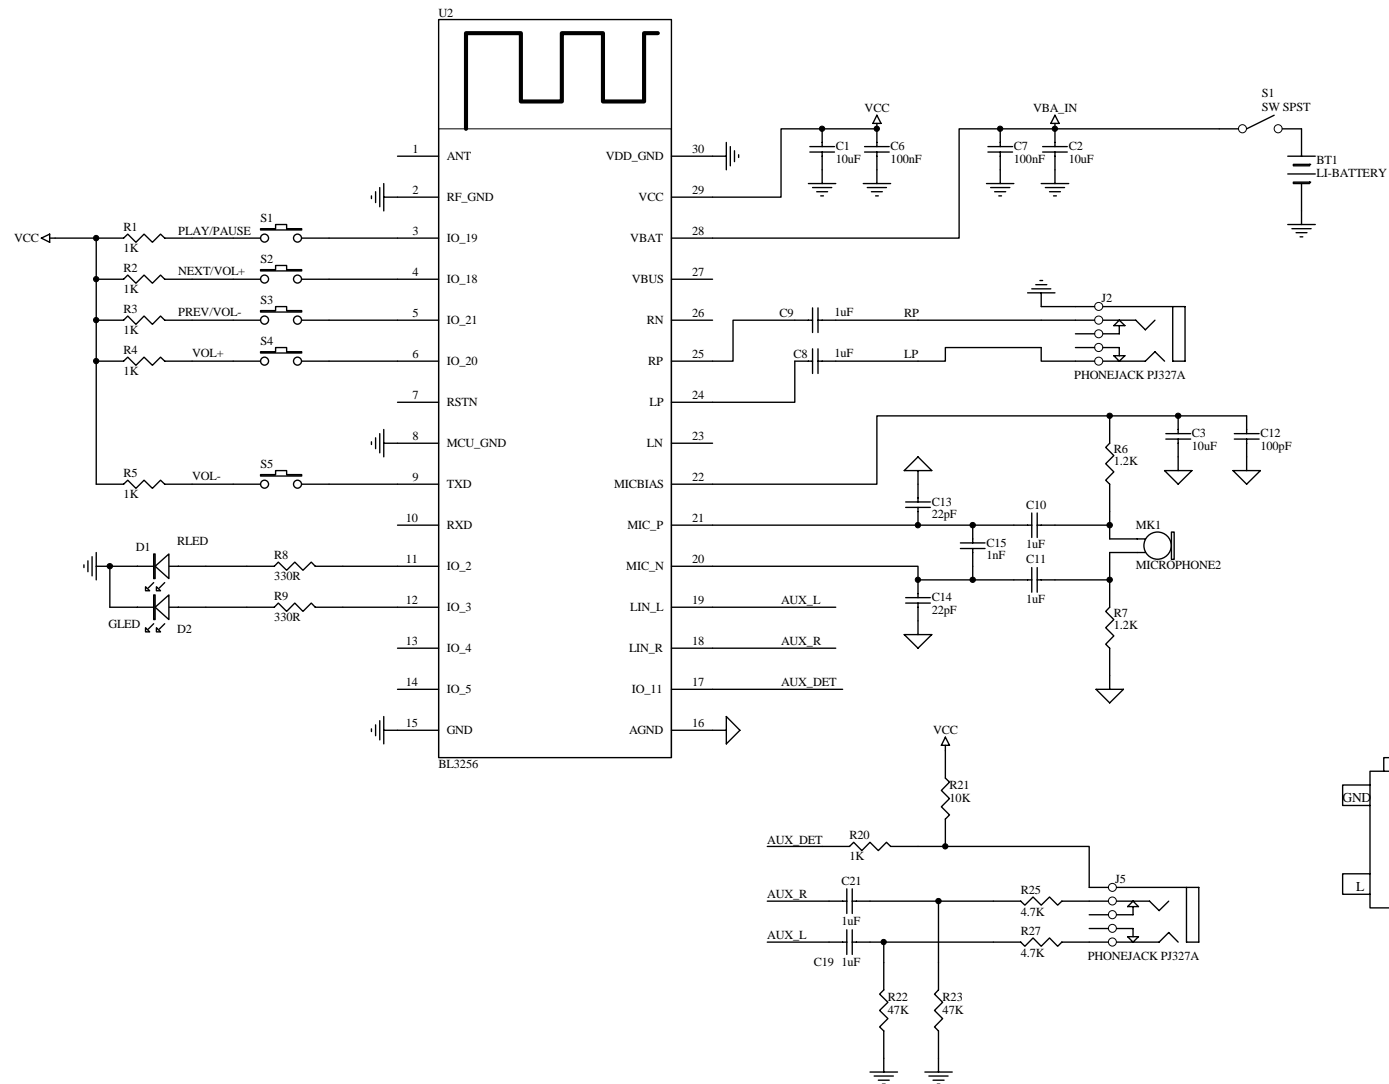 U2
1
ANT
2
RF_GND
3
IO_19
4
IO_18
5
IO_21
6
IO_20
7
RSTN
8
MCU_GND
9
TXD
10
RXD
11
IO_2
12
IO_3
13
IO_4
14
IO_5
15
GND
VDD_GND
30
VCC
29
VBAT
28
VBUS
27
RN
26
RP
25
LP
24
LN
23
MICBIAS
22
MIC_P
21
MIC_N
20
LIN_L
19
AUX_L
LIN_R
18
AUX_R
IO_11
17
AUX_DET
AGND
16
BL3256
VCC
R1
1K
PLAY/PAUSE
S1
R2
1K
NEXT/VOL+
S2
R3
1K
PREV/VOL-
S3
R4
1K
VOL+
S4
R5
1K
VOL-
S5
D1
RLED
R8
330R
GLED
D2
R9
330R
VCC
C1
10uF
C6
100nF
VBA_IN
C7
100nF
C2
10uF
S1
SW SPST
BT1
LI-BATTERY
C9
1uF
RP
C8
1uF
LP
J2
PHONEJACK PJ327A
R6
1.2K
C3
10uF
C12
100pF
C13
22pF
C10
1uF
C15
1nF
C11
1uF
MK1
MICROPHONE2
C14
22pF
R7
1.2K
VCC
R21
10K
AUX_DET
R20
1K
AUX_R
C21
1uF
R25
4.7K
J5
AUX_L
C19
1uF
R27
4.7K
PHONEJACK PJ327A
R22
47K
R23
47K
GND
L